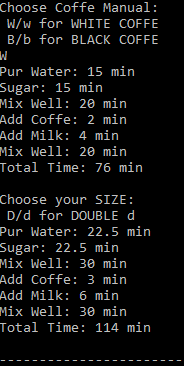 Choose Coffe Manual:
W/w for WHITE COFFE
B/b for BLACK COFFE
W
Pur Water: 15 min
Sugar: 15 min
Mix Well: 20 min
Add Coffe: 2 min
Add Milk: 4 min
Mix Well: 20 min
Total Time: 76 min

Choose your SIZE:
D/d for DOUBLE d
Pur Water: 22.5 min
Sugar: 22.5 min
Mix Well: 30 min
Add Coffe: 3 min
Add Milk: 6 min
Mix Well: 30 min
Total Time: 114 min

-----------------------